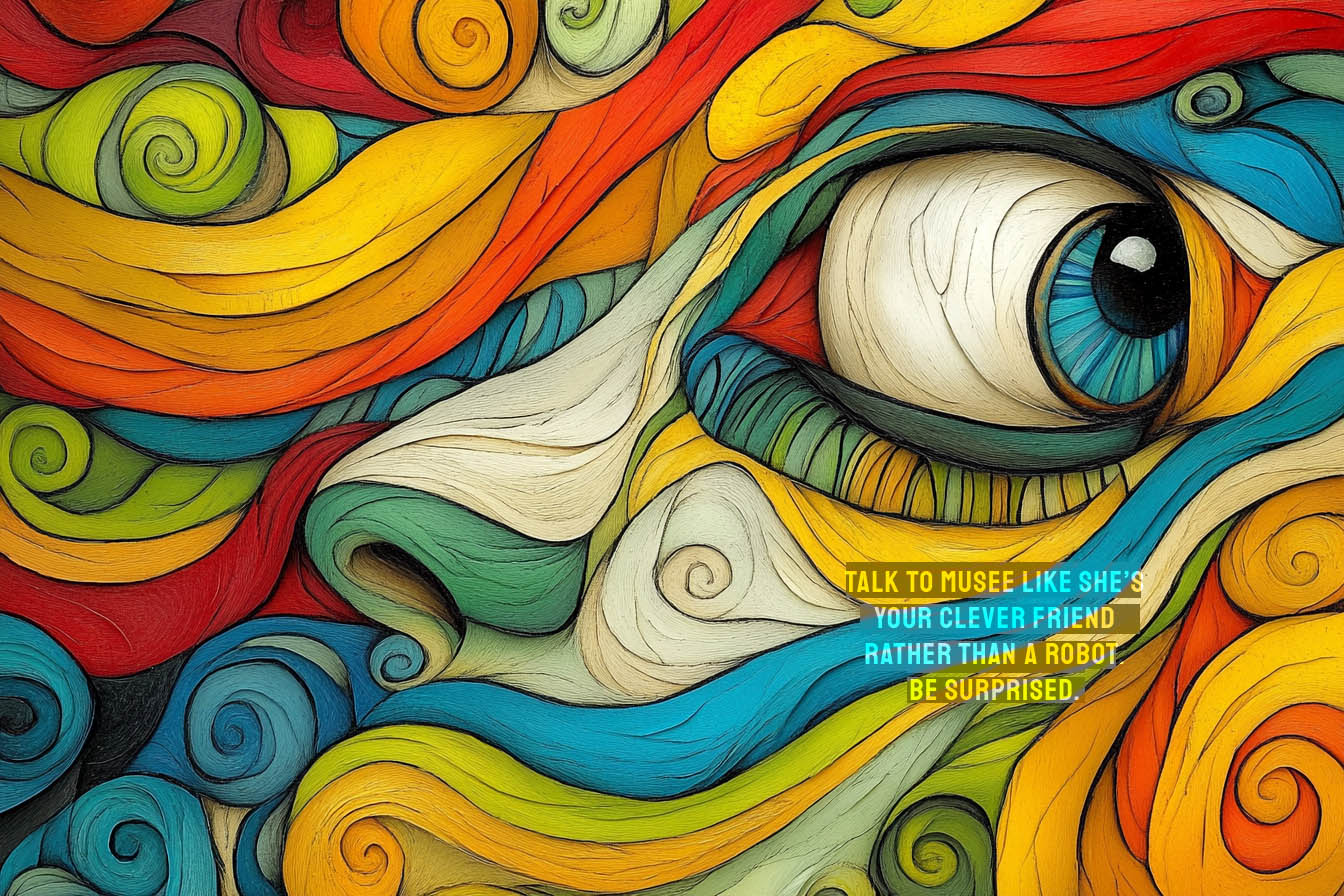 TALK TO MUSEE LIKE SHE'S
YOUR CLEVER FRIEND
RATHER THAN A ROBOT.
BE SURPRISED.